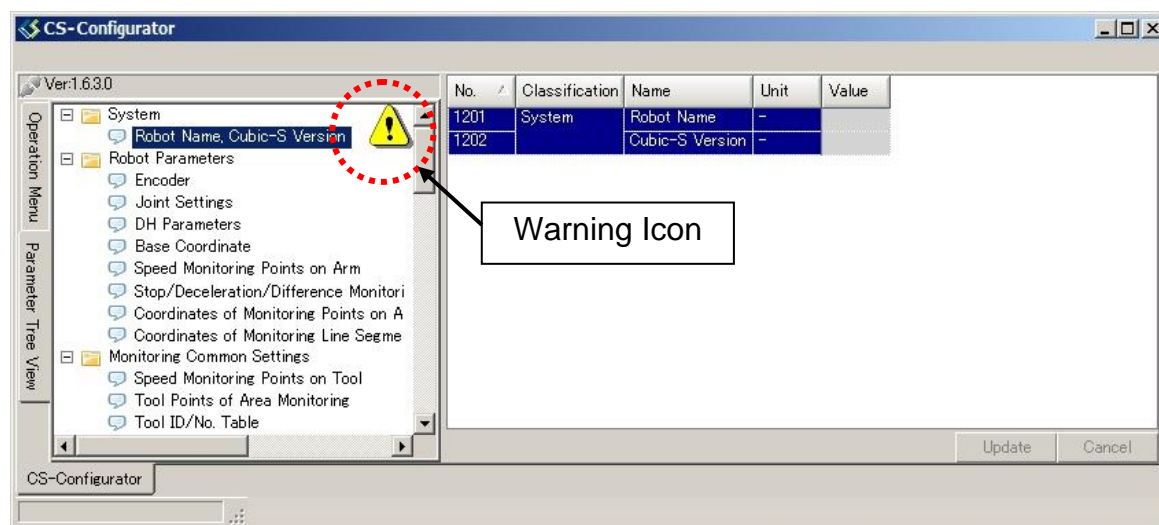 CS-Configurator
Ver:1.6.3.0
Operation Menu
Parameter Tree View
System
Robot Name, Cubic-S Version
Robot Parameters
Encoder
Joint Settings
DH Parameters
Base Coordinate
Speed Monitoring Points on Arm
Stop/Deceleration/Difference Monitori
Coordinates of Monitoring Points on A
Coordinates of Monitoring Line Segme
Monitoring Common Settings
Speed Monitoring Points on Tool
Tool Points of Area Monitoring
Tool ID/No. Table
No. Classification Name Unit Value
1201 System Robot Name -
1202 Cubic-S Version -
Warning Icon
Update Cancel
CS-Configurator